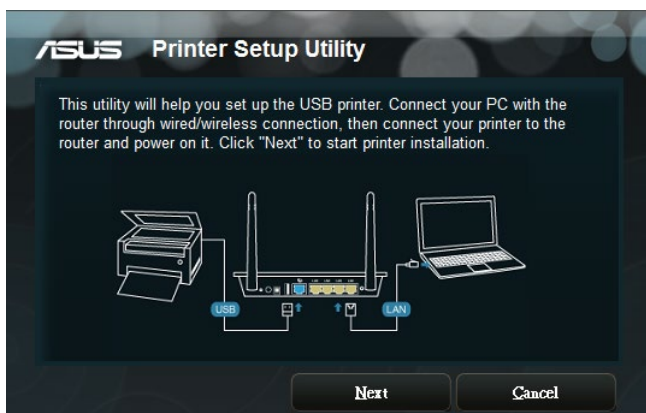 ASUS Printer Setup Utility
This utility will help you set up the USB printer. Connect your PC with the
router through wired/wireless connection, then connect your printer to the
router and power on it. Click "Next" to start printer installation.
USB
LAN
Next
Cancel